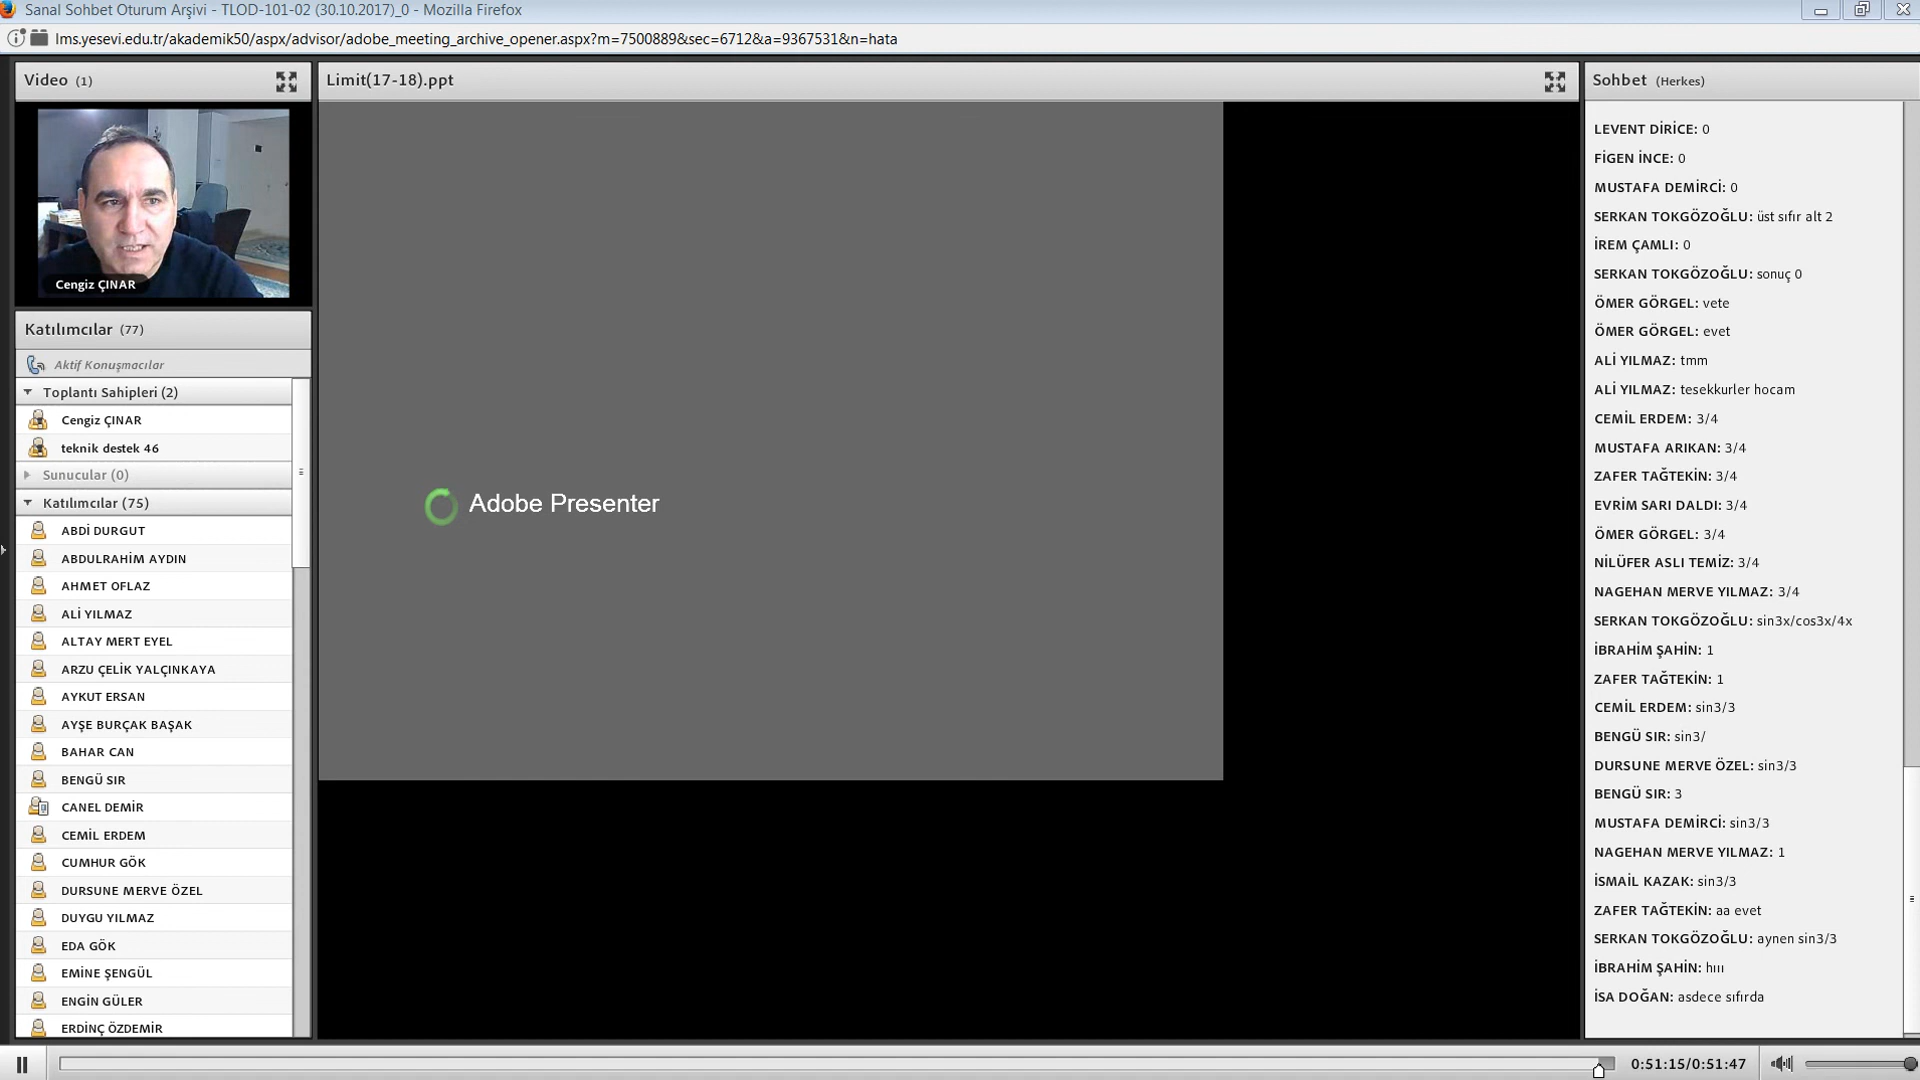 Sanal Sohbet Oturum Arşivi - TLOD-101-02 (30.10.2017)_0 - Mozilla Firefox
lms.yesevi.edu.tr/akademik50/aspx/advisor/adobe_meeting_archive_opener.aspx?m=7500889&sec=6712&a=9367531&n=hata
Video (1)
Cengiz ÇINAR
Katılımcılar (77)
Aktif Konuşmacılar
Toplantı Sahipleri (2)
Cengiz ÇINAR
teknik destek 46
Sunucular (0)
Katılımcılar (75)
ABDİ DURGUT
ABDULRAHİM AYDIN
AHMET OFLAZ
ALİ YILMAZ
ALTAY MERT EYEL
ARZU ÇELİK YALÇINKAYA
AYKUT ERSAN
AYŞE BURÇAK BAŞAK
BAHAR CAN
BENGÜ SIR
CANEL DEMİR
CEMİL ERDEM
CUMHUR GÖK
DURSUNE MERVE ÖZEL
DUYGU YILMAZ
EDA GÖK
EMİNE ŞENGÜL
ENGİN GÜLER
ERDİNÇ ÖZDEMİR
Limit(17-18).ppt
Adobe Presenter
Sohbet (Herkes)
LEVENT DİRİCE: 0
FİGEN İNCE: 0
MUSTAFA DEMİRCİ: 0
SERKAN TOKGÖZOĞLU: üst sıfır alt 2
İREM ÇAMLI: 0
SERKAN TOKGÖZOĞLU: sonuç 0
ÖMER GÖRGEL: vete
ÖMER GÖRGEL: evet
ALİ YILMAZ: tmm
ALİ YILMAZ: tesekkurler hocam
CEMİL ERDEM: 3/4
MUSTAFA ARIKAN: 3/4
ZAFER TAĞTEKİN: 3/4
EVRİM SARI DALDI: 3/4
ÖMER GÖRGEL: 3/4
NİLÜFER ASLI TEMİZ: 3/4
NAGEHAN MERVE YILMAZ: 3/4
SERKAN TOKGÖZOĞLU: sin3x/cos3x/4x
İBRAHİM ŞAHİN: 1
ZAFER TAĞTEKİN: 1
CEMİL ERDEM: sin3/3
BENGÜ SIR: sin3/
DURSUNE MERVE ÖZEL: sin3/3
BENGÜ SIR: 3
MUSTAFA DEMİRCİ: sin3/3
NAGEHAN MERVE YILMAZ: 1
İSMAİL KAZAK: sin3/3
ZAFER TAĞTEKİN: aa evet
SERKAN TOKGÖZOĞLU: aynen sin3/3
İBRAHİM ŞAHİN: hııı
İSA DOĞAN: asdece sıfırda
0:51:15/0:51:47